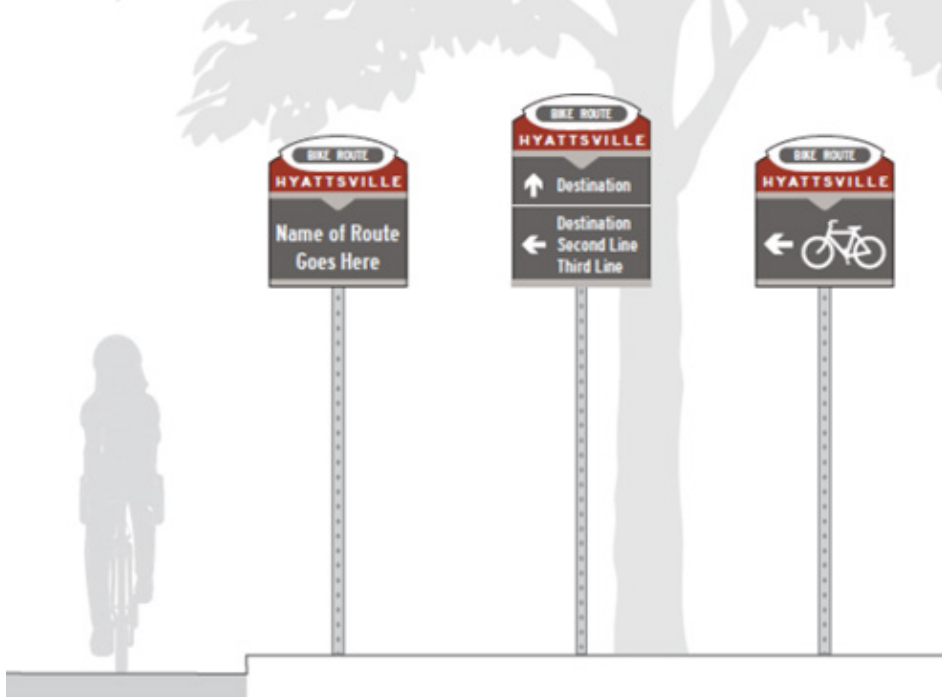 BIKE ROUTE
HYATTSVILLE
Name of Route
Goes Here
BIKE ROUTE
HYATTSVILLE
Destination
Destination
Second Line
Third Line
BIKE ROUTE
HYATTSVILLE